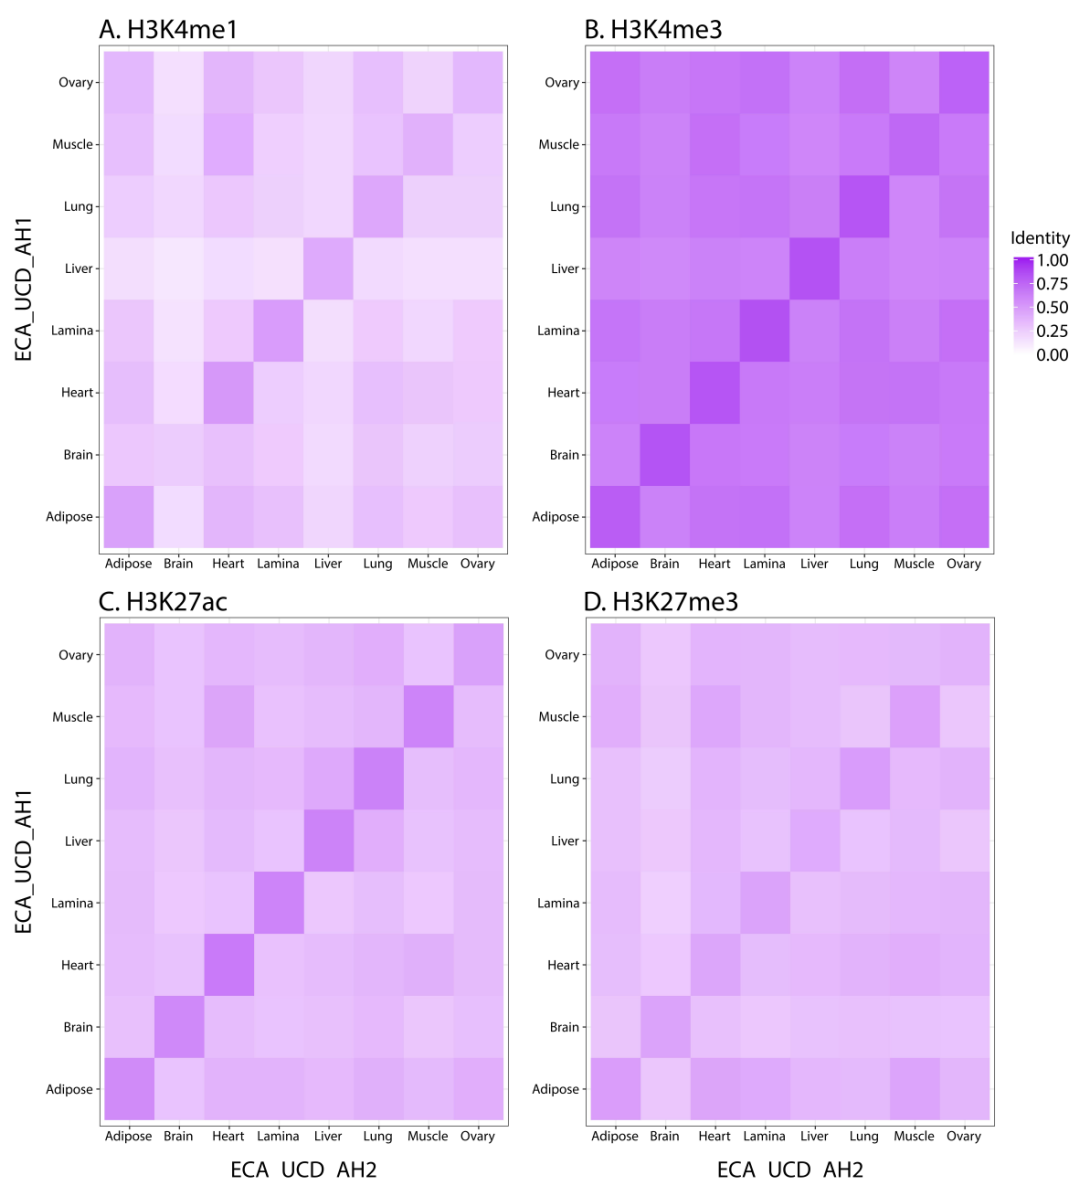 A. H3K4me1
B. H3K4me3
Ovary
Muscle
Lung
Liver
Lamina
Heart
Brain
Adipose
ECA_UCD_AH1
Adipose Brain Heart Lamina Liver Lung Muscle Ovary
Ovary
Muscle
Lung
Liver
Lamina
Heart
Brain
Adipose
Adipose Brain Heart Lamina Liver Lung Muscle Ovary
Identity
1.00
0.75
0.50
0.25
0.00
C. H3K27ac
D. H3K27me3
Ovary
Muscle
Lung
Liver
Lamina
Heart
Brain
Adipose
ECA_UCD_AH1
Adipose Brain Heart Lamina Liver Lung Muscle Ovary
ECA UCD AH2
Ovary
Muscle
Lung
Liver
Lamina
Heart
Brain
Adipose
Adipose Brain Heart Lamina Liver Lung Muscle Ovary
ECA UCD AH2